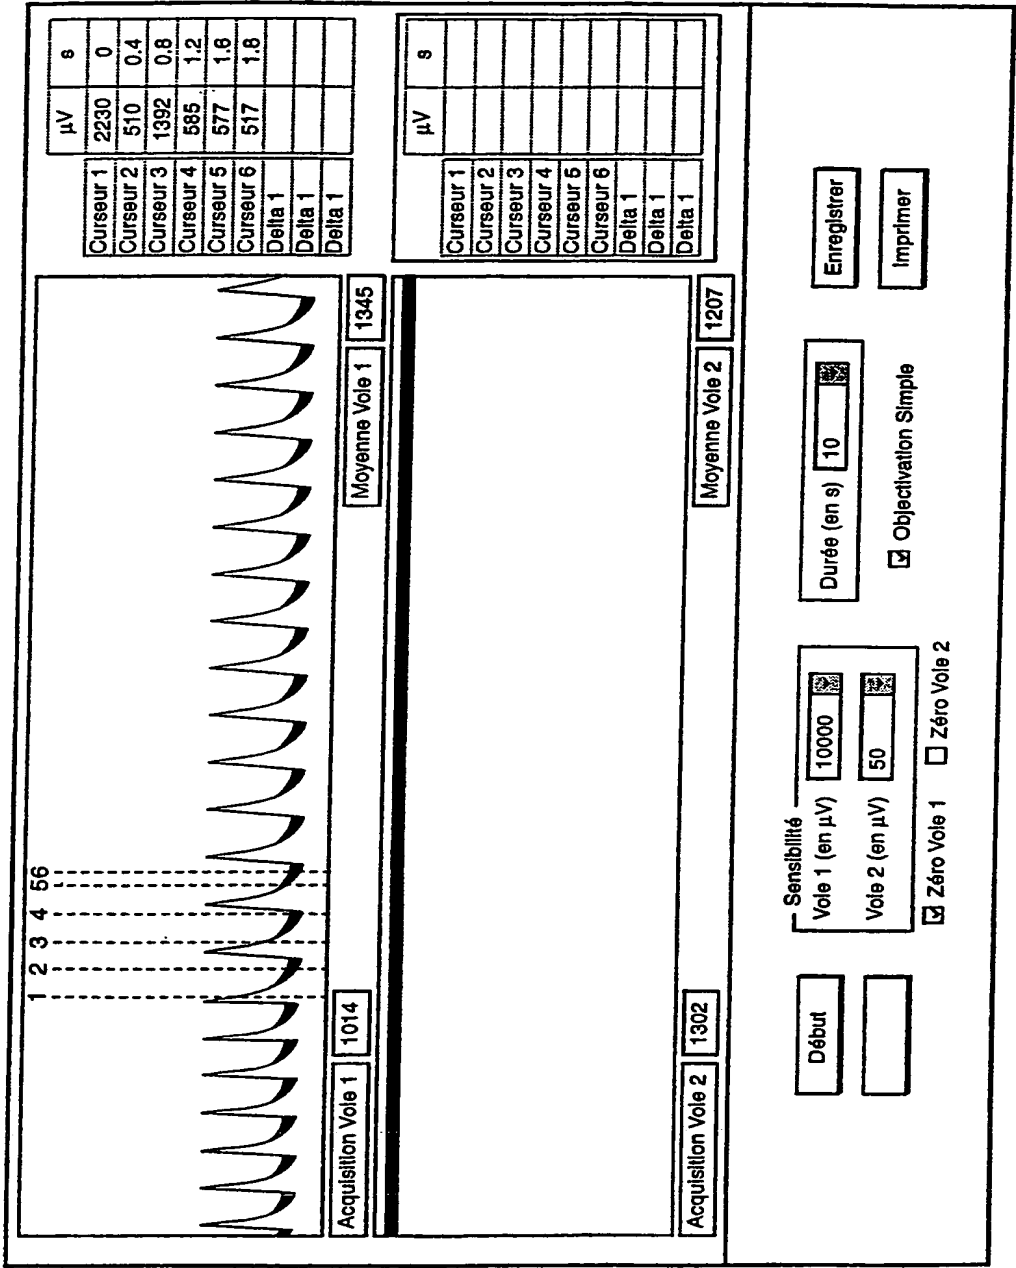 1 2 3 4 56
µV s
Curseur 1 2230 0
Curseur 2 510 0.4
Curseur 3 1392 0.8
Curseur 4 585 1.2
Curseur 5 577 1.6
Curseur 6 517 1.8
Delta 1
Delta 1
Delta 1
Acquisition Voie 1 1014 Moyenne Voie 1 1345
µV s
Curseur 1
Curseur 2
Curseur 3
Curseur 4
Curseur 5
Curseur 6
Delta 1
Delta 1
Delta 1
Acquisition Voie 2 1302 Moyenne Voie 2 1207
Début
Sensibilité
Voie 1 (en µV) 10000
Voie 2 (en µV) 50
Zéro Voie 1 Zéro Voie 2
Durée (en s) 10
Objectivation Simple
Enregistrer
Imprimer